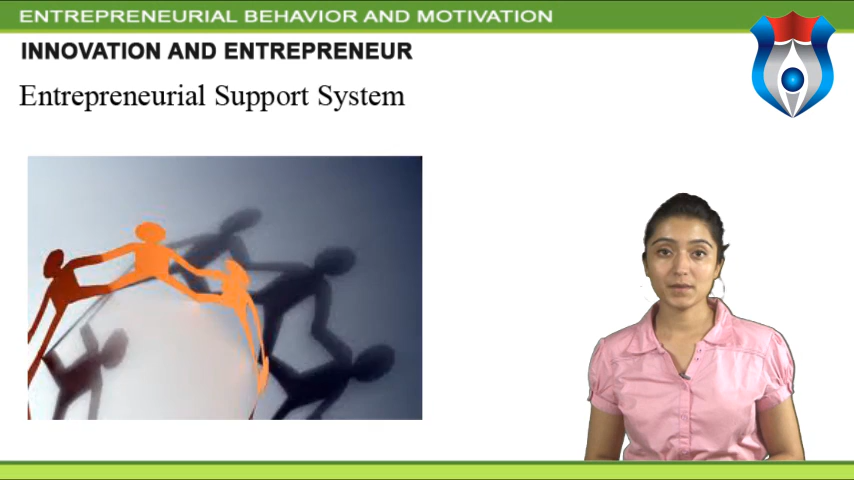 ENTREPRENEURIAL BEHAVIOR AND MOTIVATION
INNOVATION AND ENTREPRENEUR
Entrepreneurial Support System